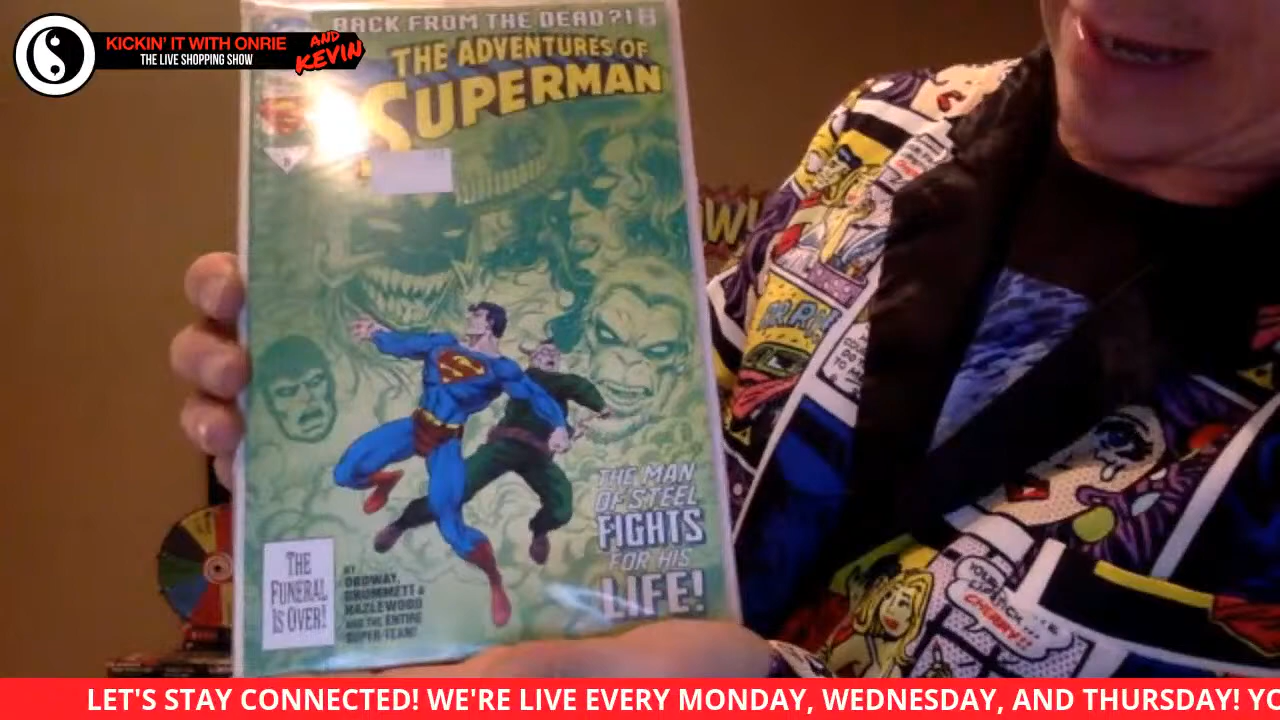 KICKIN' IT WITH ONRIE
AND
KEVIN
THE LIVE SHOPPING SHOW
BACK FROM THE DEAD?!
THE ADVENTURES OF
SUPERMAN
THE MAN
OF STEEL
FIGHTS
FOR HIS
LIFE!
THE
FUNERAL
IS OVER!
BY
ORDWAY,
GRUMMETT &
HAZLEWOOD
AND THE ENTIRE
SUPER-TEAM!
LET'S STAY CONNECTED! WE'RE LIVE EVERY MONDAY, WEDNESDAY, AND THURSDAY! YO